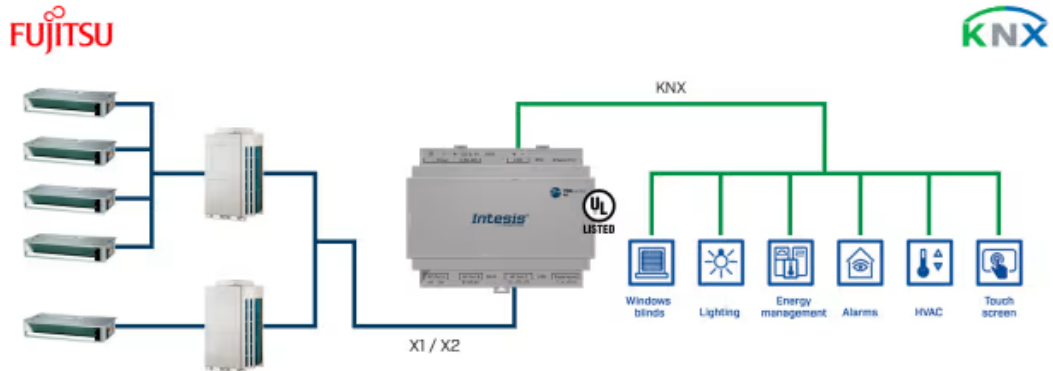 FUJITSU
KNX
KNX
Intesis
UL
LISTED
Windows
blinds
Lighting
Energy
management
Alarms
HVAC
Touch
screen
X1 / X2